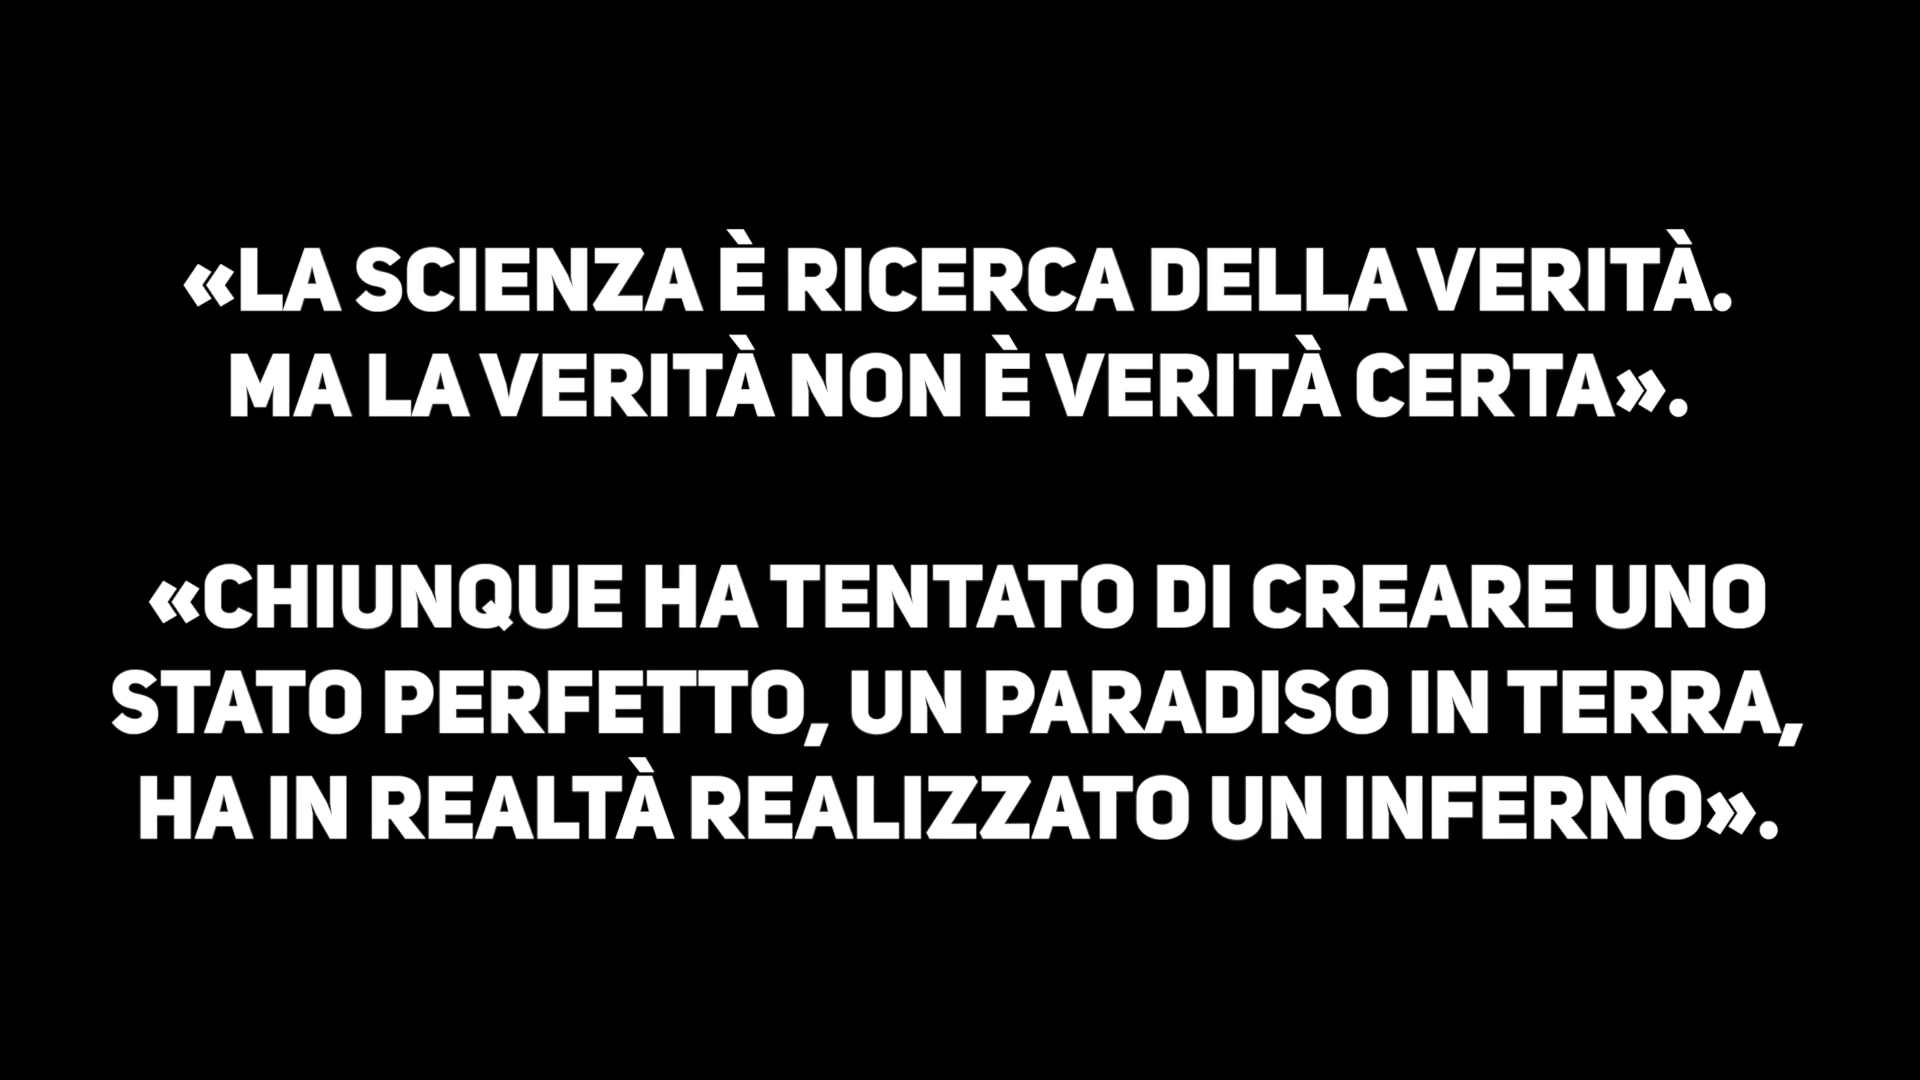 «LA SCIENZA È RICERCA DELLA VERITÀ.
MA LA VERITÀ NON È VERITÀ CERTA».
«CHIUNQUE HA TENTATO DI CREARE UNO
STATO PERFETTO, UN PARADISO IN TERRA,
HA IN REALTÀ REALIZZATO UN INFERNO».